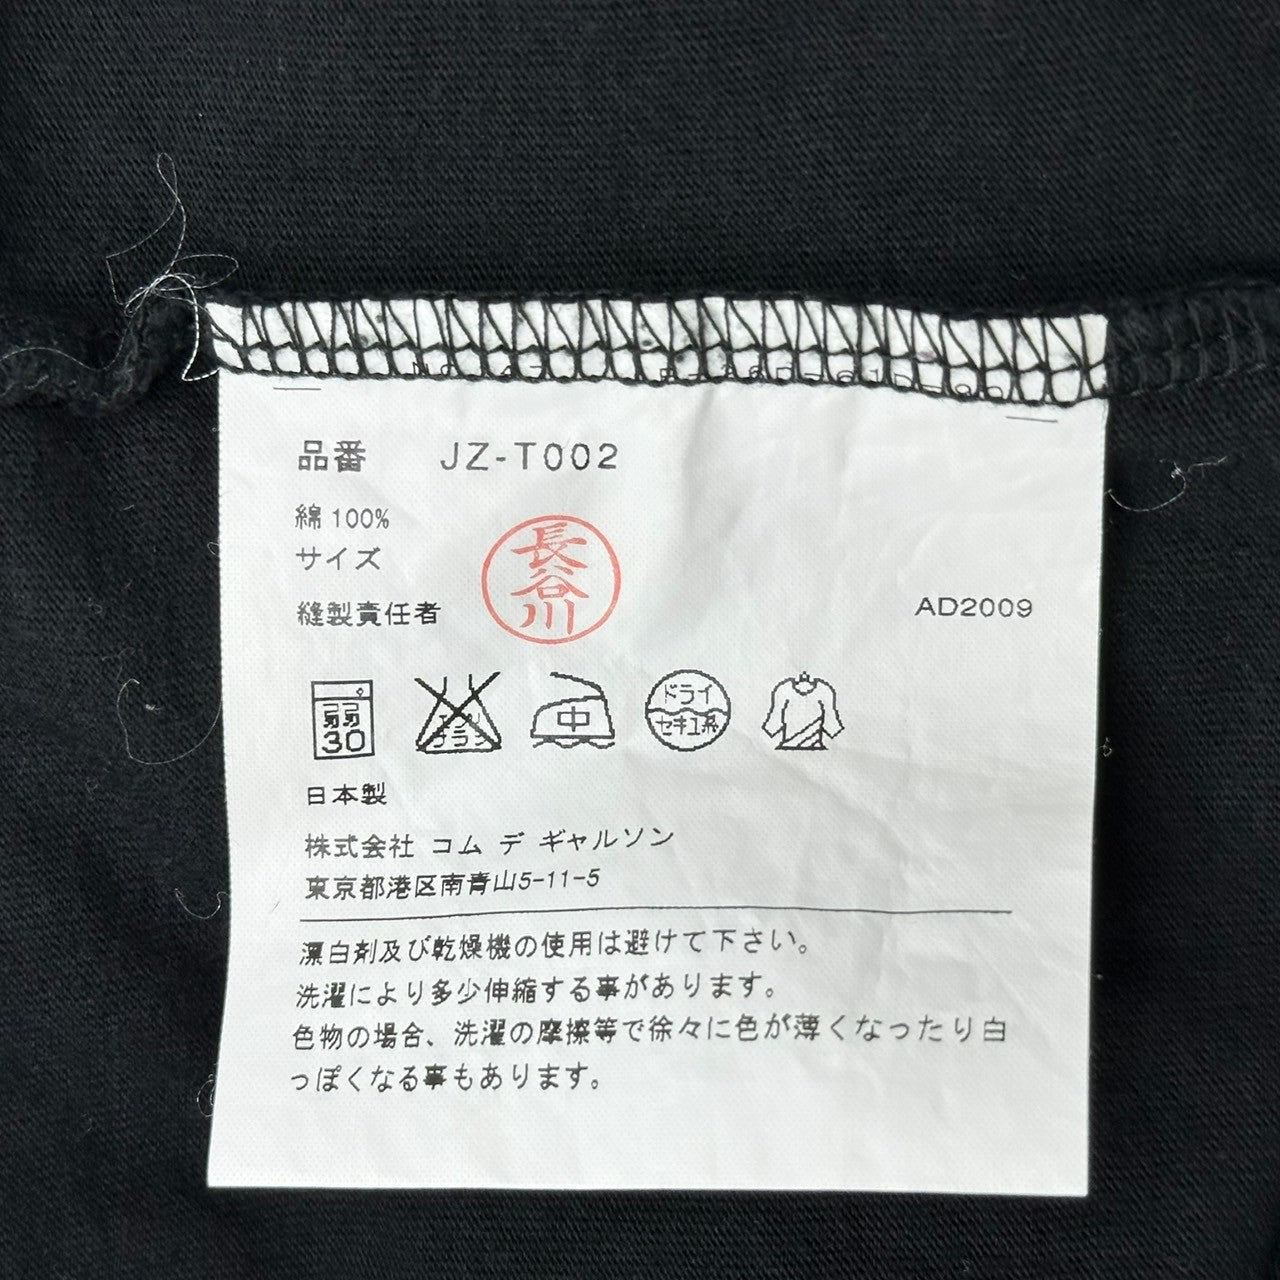 品番 JZ-T002
綿 100%
サイズ
縫製責任者 長谷川 AD2009
弱 30
中
ドライ
セキユ系
日本製
株式会社 コム デ ギャルソン
東京都港区南青山5-11-5
漂白剤及び乾燥機の使用は避けて下さい。
洗濯により多少伸縮する事があります。
色物の場合、洗濯の摩擦等で徐々に色が薄くなったり白
っぽくなる事もあります。